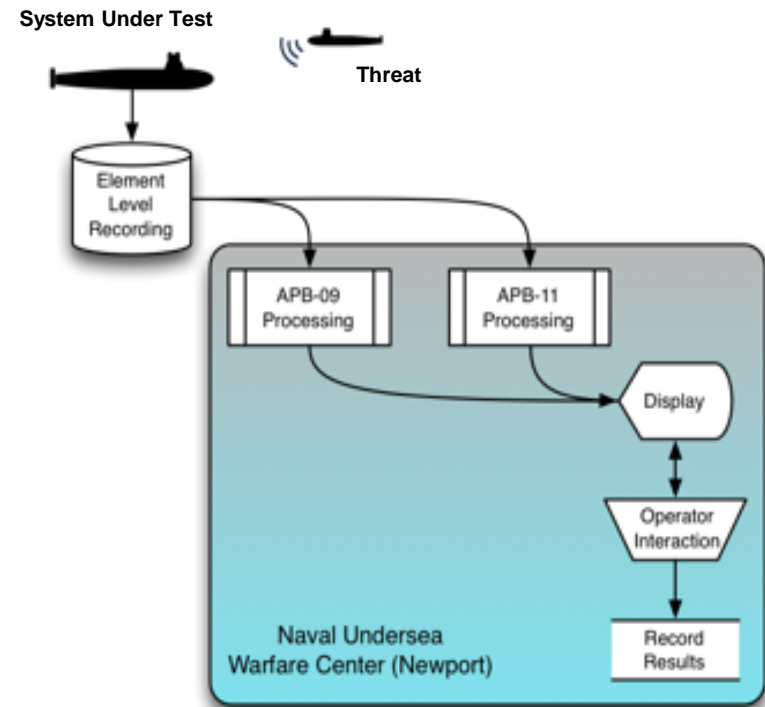 System Under Test
Threat
Element
Level
Recording
APB-09
Processing
APB-11
Processing
Display
Operator
Interaction
Naval Undersea
Warfare Center (Newport)
Record
Results